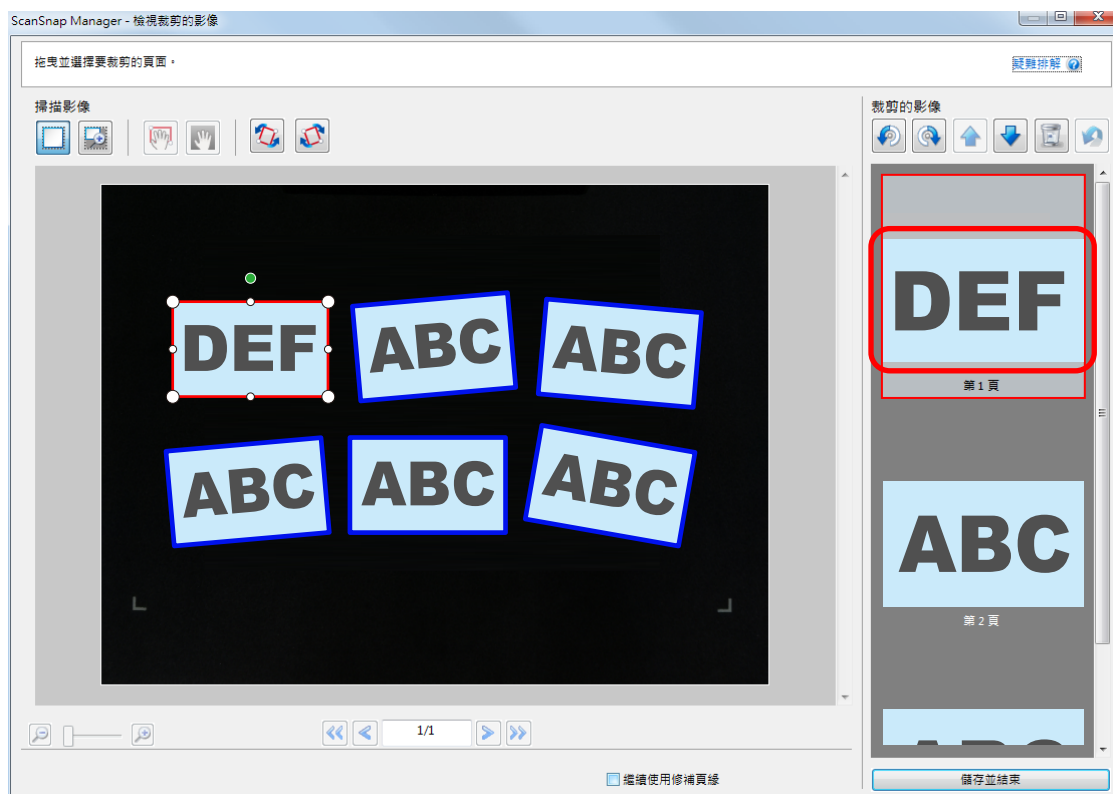 ScanSnap Manager - 檢視裁剪的影像
拖曳並選擇要裁剪的頁面。
疑難排解 ?
掃描影像
裁剪的影像
DEF
ABC
ABC
ABC
ABC
ABC
1/1
繼續使用修補頁緣
DEF
第 1 頁
ABC
第 2 頁
儲存並結束